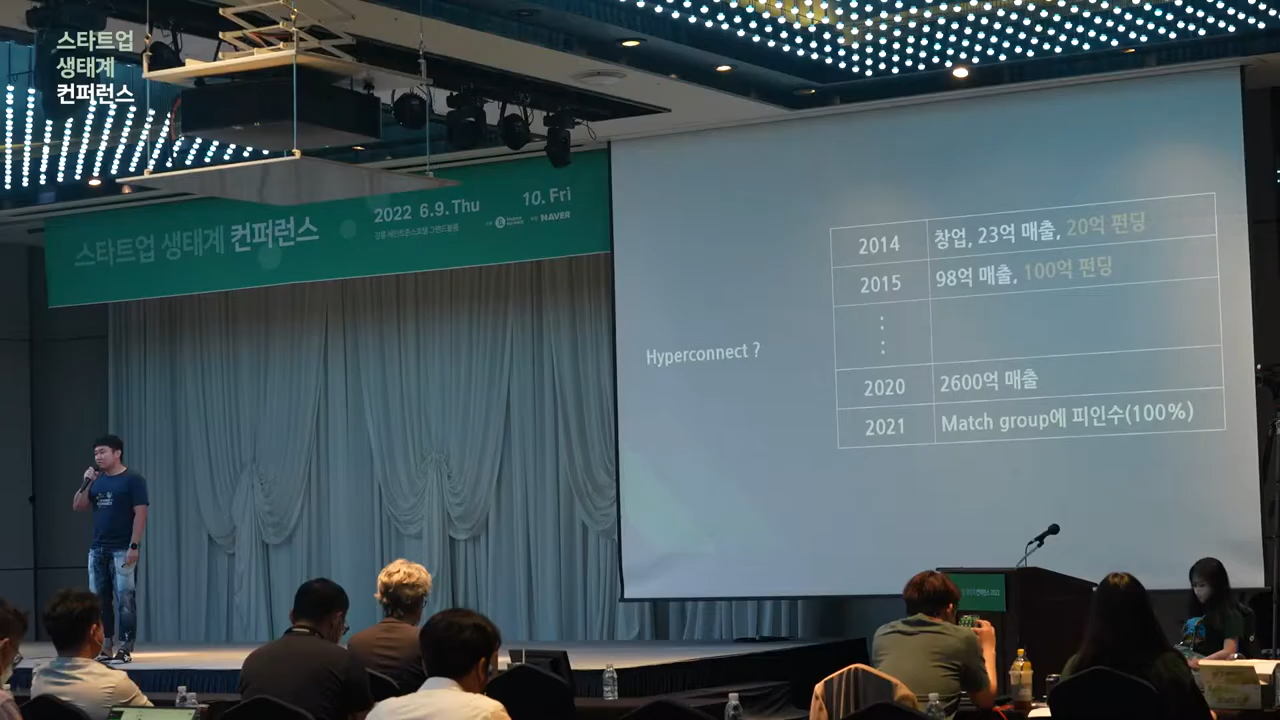 스타트업
생태계
컨퍼런스
스타트업 생태계 컨퍼런스
2022 6.9.Thu 10.Fri
NAVER
Hyperconnect ?
2014 창업, 23억 매출, 20억 펀딩
2015 98억 매출, 100억 펀딩
:
:
2020 2600억 매출
2021 Match group에 피인수(100%)